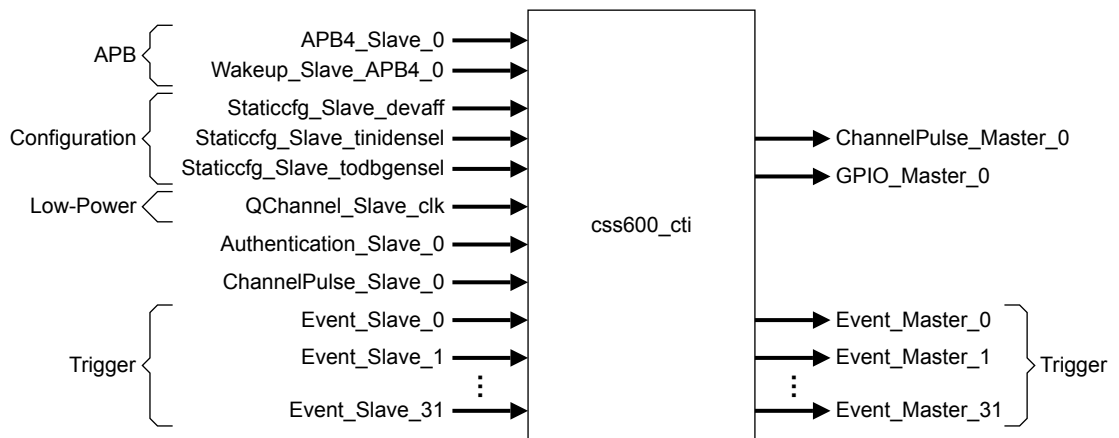 APB
APB4_Slave_0
Wakeup_Slave_APB4_0
Configuration
Staticcfg_Slave_devaff
Staticcfg_Slave_tinidensel
Staticcfg_Slave_todbgensel
Low-Power
QChannel_Slave_clk
Authentication_Slave_0
ChannelPulse_Slave_0
Trigger
Event_Slave_0
Event_Slave_1
Event_Slave_31
css600_cti
ChannelPulse_Master_0
GPIO_Master_0
Event_Master_0
Event_Master_1
Event_Master_31
Trigger